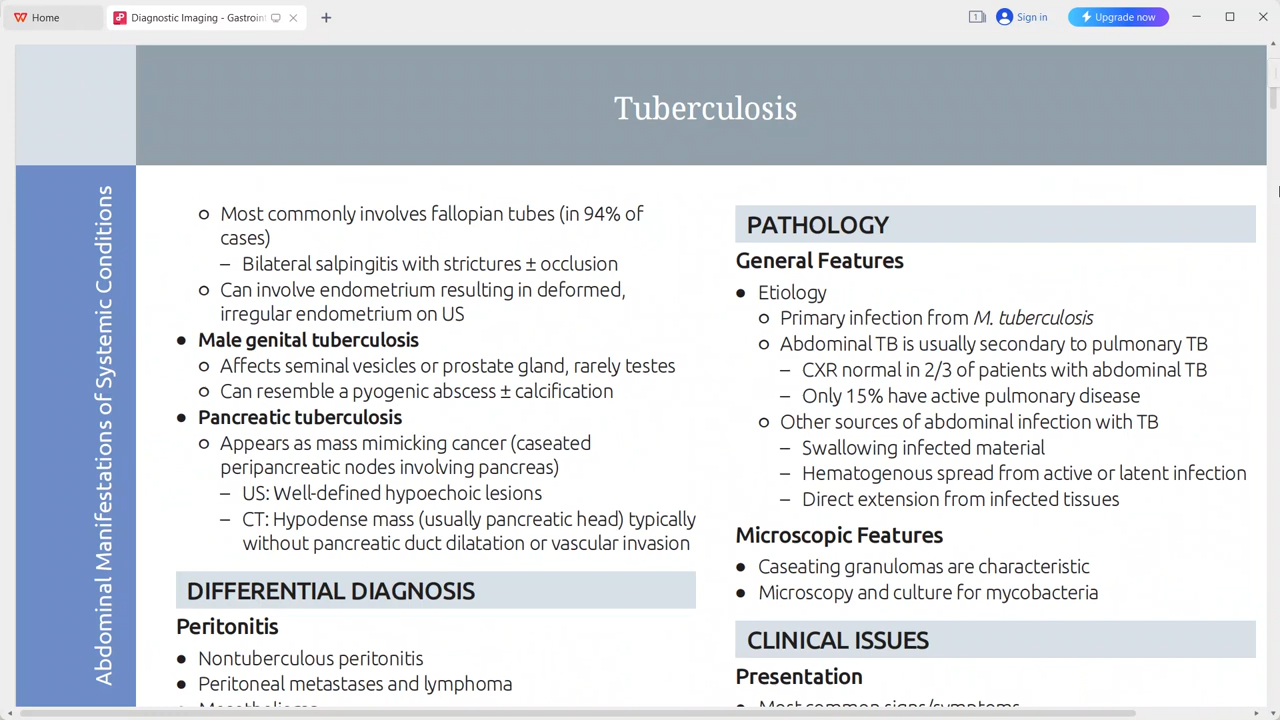 Home
Diagnostic Imaging - Gastroin
1
Sign in
Upgrade now
Tuberculosis
Abdominal Manifestations of Systemic Conditions
Most commonly involves fallopian tubes (in 94% of
cases)
– Bilateral salpingitis with strictures ± occlusion
Can involve endometrium resulting in deformed,
irregular endometrium on US
• Male genital tuberculosis
Affects seminal vesicles or prostate gland, rarely testes
Can resemble a pyogenic abscess ± calcification
• Pancreatic tuberculosis
Appears as mass mimicking cancer (caseated
peripancreatic nodes involving pancreas)
– US: Well-defined hypoechoic lesions
– CT: Hypodense mass (usually pancreatic head) typically
without pancreatic duct dilatation or vascular invasion
DIFFERENTIAL DIAGNOSIS
Peritonitis
• Nontuberculous peritonitis
• Peritoneal metastases and lymphoma
PATHOLOGY
General Features
• Etiology
Primary infection from M. tuberculosis
Abdominal TB is usually secondary to pulmonary TB
– CXR normal in 2/3 of patients with abdominal TB
– Only 15% have active pulmonary disease
Other sources of abdominal infection with TB
– Swallowing infected material
– Hematogenous spread from active or latent infection
– Direct extension from infected tissues
Microscopic Features
• Caseating granulomas are characteristic
• Microscopy and culture for mycobacteria
CLINICAL ISSUES
Presentation
• Most common signs/symptoms